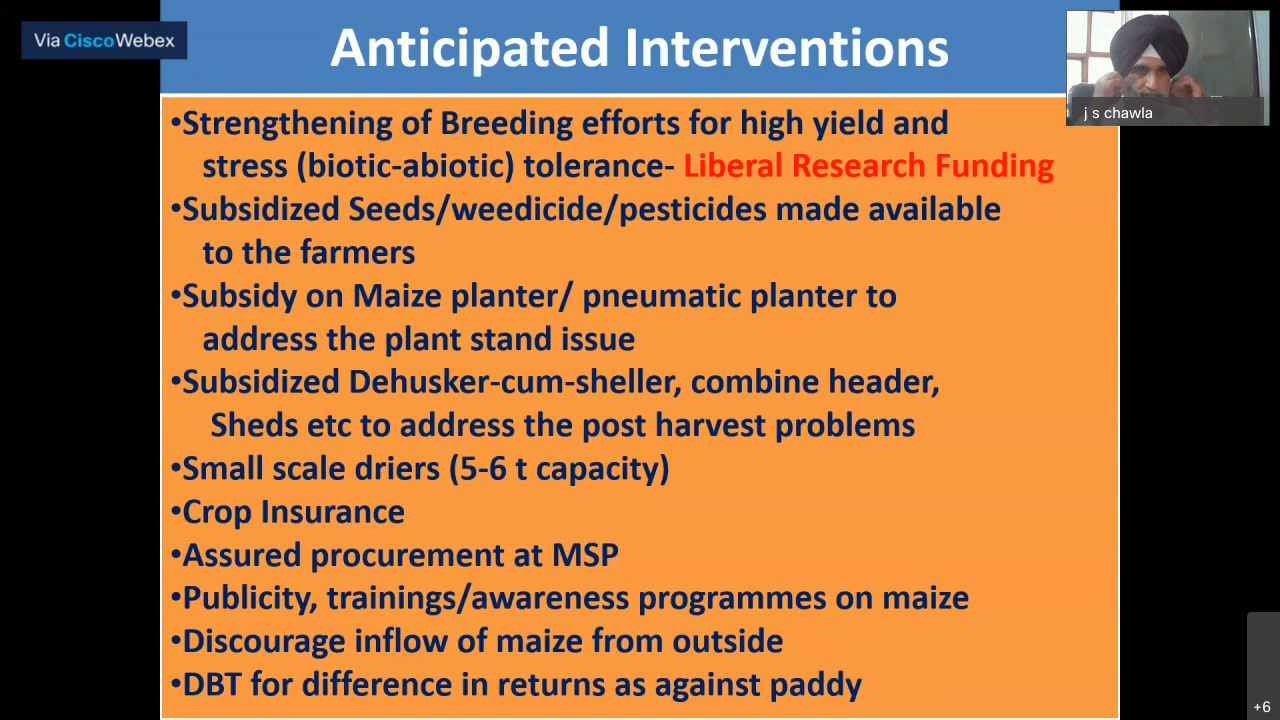 Via Cisco Webex
Anticipated Interventions
j s chawla
•Strengthening of Breeding efforts for high yield and
stress (biotic-abiotic) tolerance- Liberal Research Funding
•Subsidized Seeds/weedicide/pesticides made available
to the farmers
•Subsidy on Maize planter/ pneumatic planter to
address the plant stand issue
•Subsidized Dehusker-cum-sheller, combine header,
Sheds etc to address the post harvest problems
•Small scale driers (5-6 t capacity)
•Crop Insurance
•Assured procurement at MSP
•Publicity, trainings/awareness programmes on maize
•Discourage inflow of maize from outside
•DBT for difference in returns as against paddy
+6